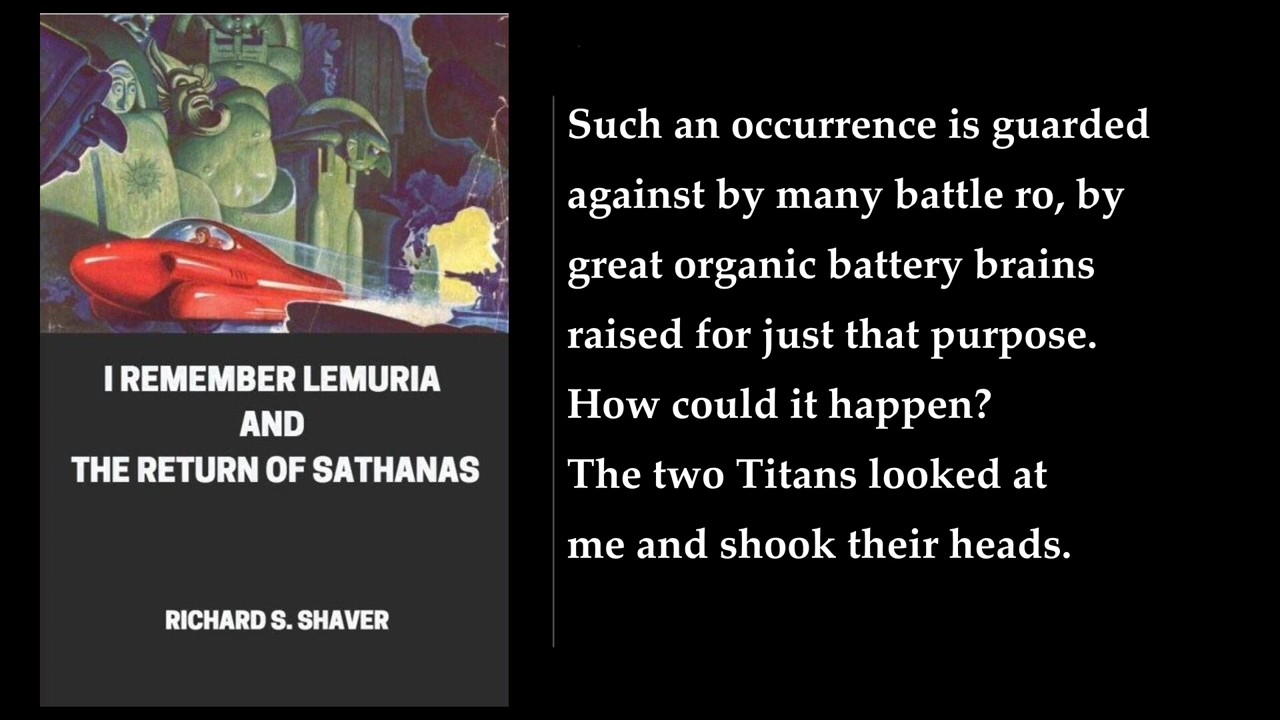 I REMEMBER LEMURIA
AND
THE RETURN OF SATHANAS
RICHARD S. SHAVER
Such an occurrence is guarded
against by many battle ro, by
great organic battery brains
raised for just that purpose.
How could it happen?
The two Titans looked at
me and shook their heads.